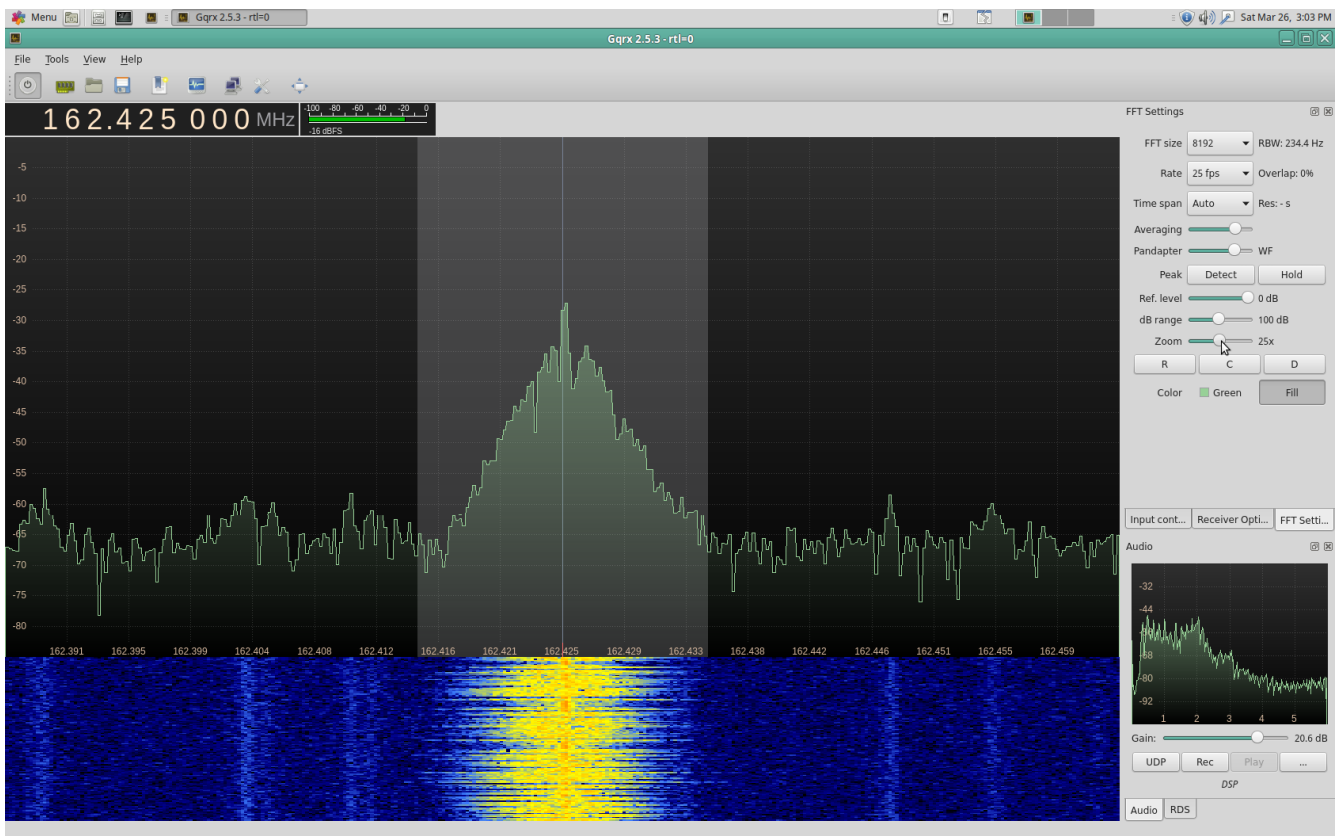 Menu Gqrx 2.5.3 - rtl=0 Sat Mar 26, 3:03 PM
Gqrx 2.5.3 - rtl=0
File Tools View Help
162.425 000 MHz
-100 -80 -60 -40 -20 0
-16 dBFS
-5
-10
-15
-20
-25
-30
-35
-40
-45
-50
-55
-60
-65
-70
-75
-80
162.391 162.395 162.399 162.404 162.408 162.412 162.416 162.421 162.425 162.429 162.433 162.438 162.442 162.446 162.451 162.455 162.459
FFT Settings
FFT size 8192 RBW: 234.4 Hz
Rate 25 fps Overlap: 0%
Time span Auto Res: - s
Averaging
Pandapter WF
Peak Detect Hold
Ref. level 0 dB
dB range 100 dB
Zoom 25x
R C D
Color Green Fill
Input cont... Receiver Opti... FFT Setti...
Audio
-32
-44
-68
-80
-92
1 2 3 4 5
Gain: 20.6 dB
UDP Rec Play ...
DSP
Audio RDS